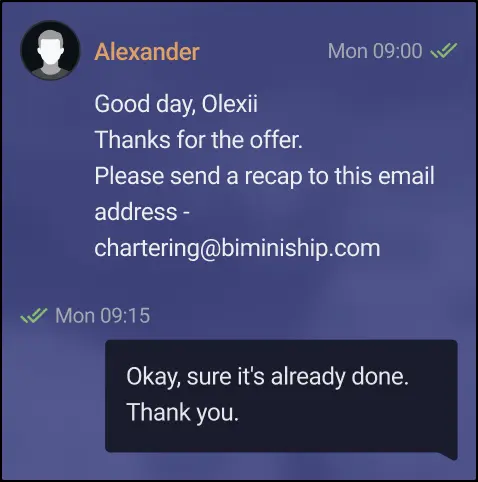 Alexander
Mon 09:00
Good day, Olexii
Thanks for the offer.
Please send a recap to this email
address -
chartering@biminiship.com
Mon 09:15
Okay, sure it's already done.
Thank you.